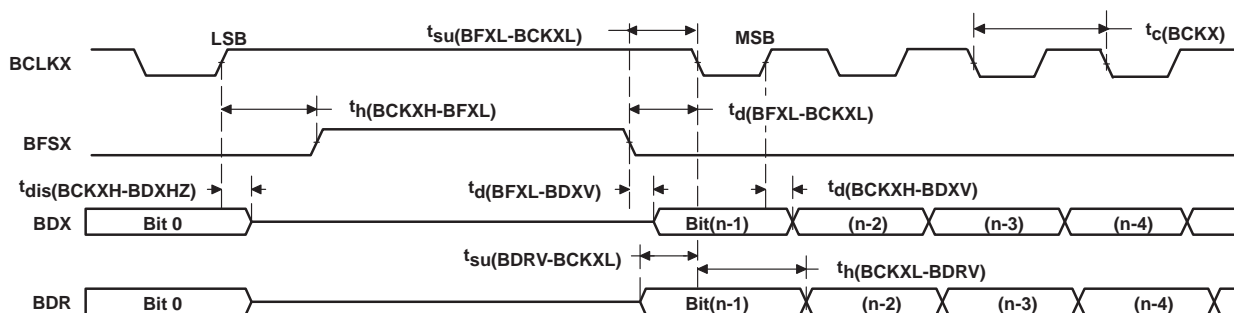 LSB tsu(BFXL-BCKXL) MSB tc(BCKX)
BCLKX
th(BCKXH-BFXL) td(BFXL-BCKXL)
BFSX
tdis(BCKXH-BDXHZ) td(BFXL-BDXV) td(BCKXH-BDXV)
BDX Bit 0 Bit(n-1) (n-2) (n-3) (n-4)
tsu(BDRV-BCKXL) th(BCKXL-BDRV)
BDR Bit 0 Bit(n-1) (n-2) (n-3) (n-4)